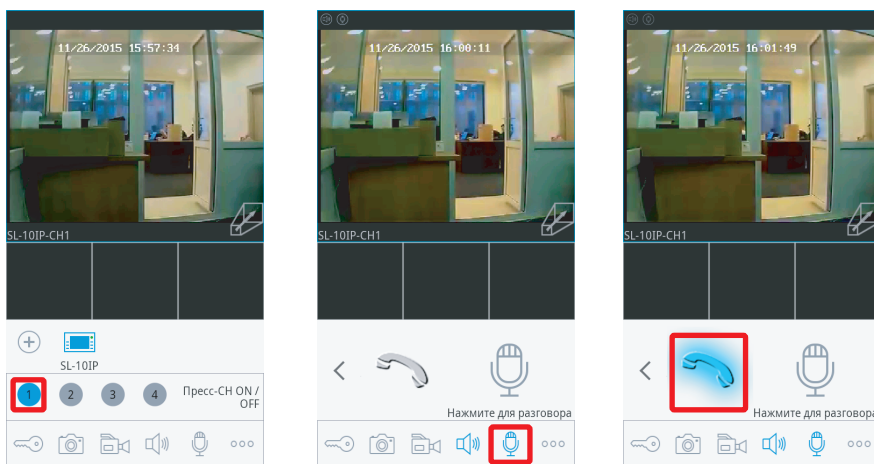 11/26/2015 15:57:34
SL-10IP-CH1
SL-10IP
1 2 3 4 Пресс-CH ON /
OFF
11/26/2015 16:00:11
SL-10IP-CH1
Нажмите для разговора
11/26/2015 16:01:49
SL-10IP-CH1
Нажмите для разговора